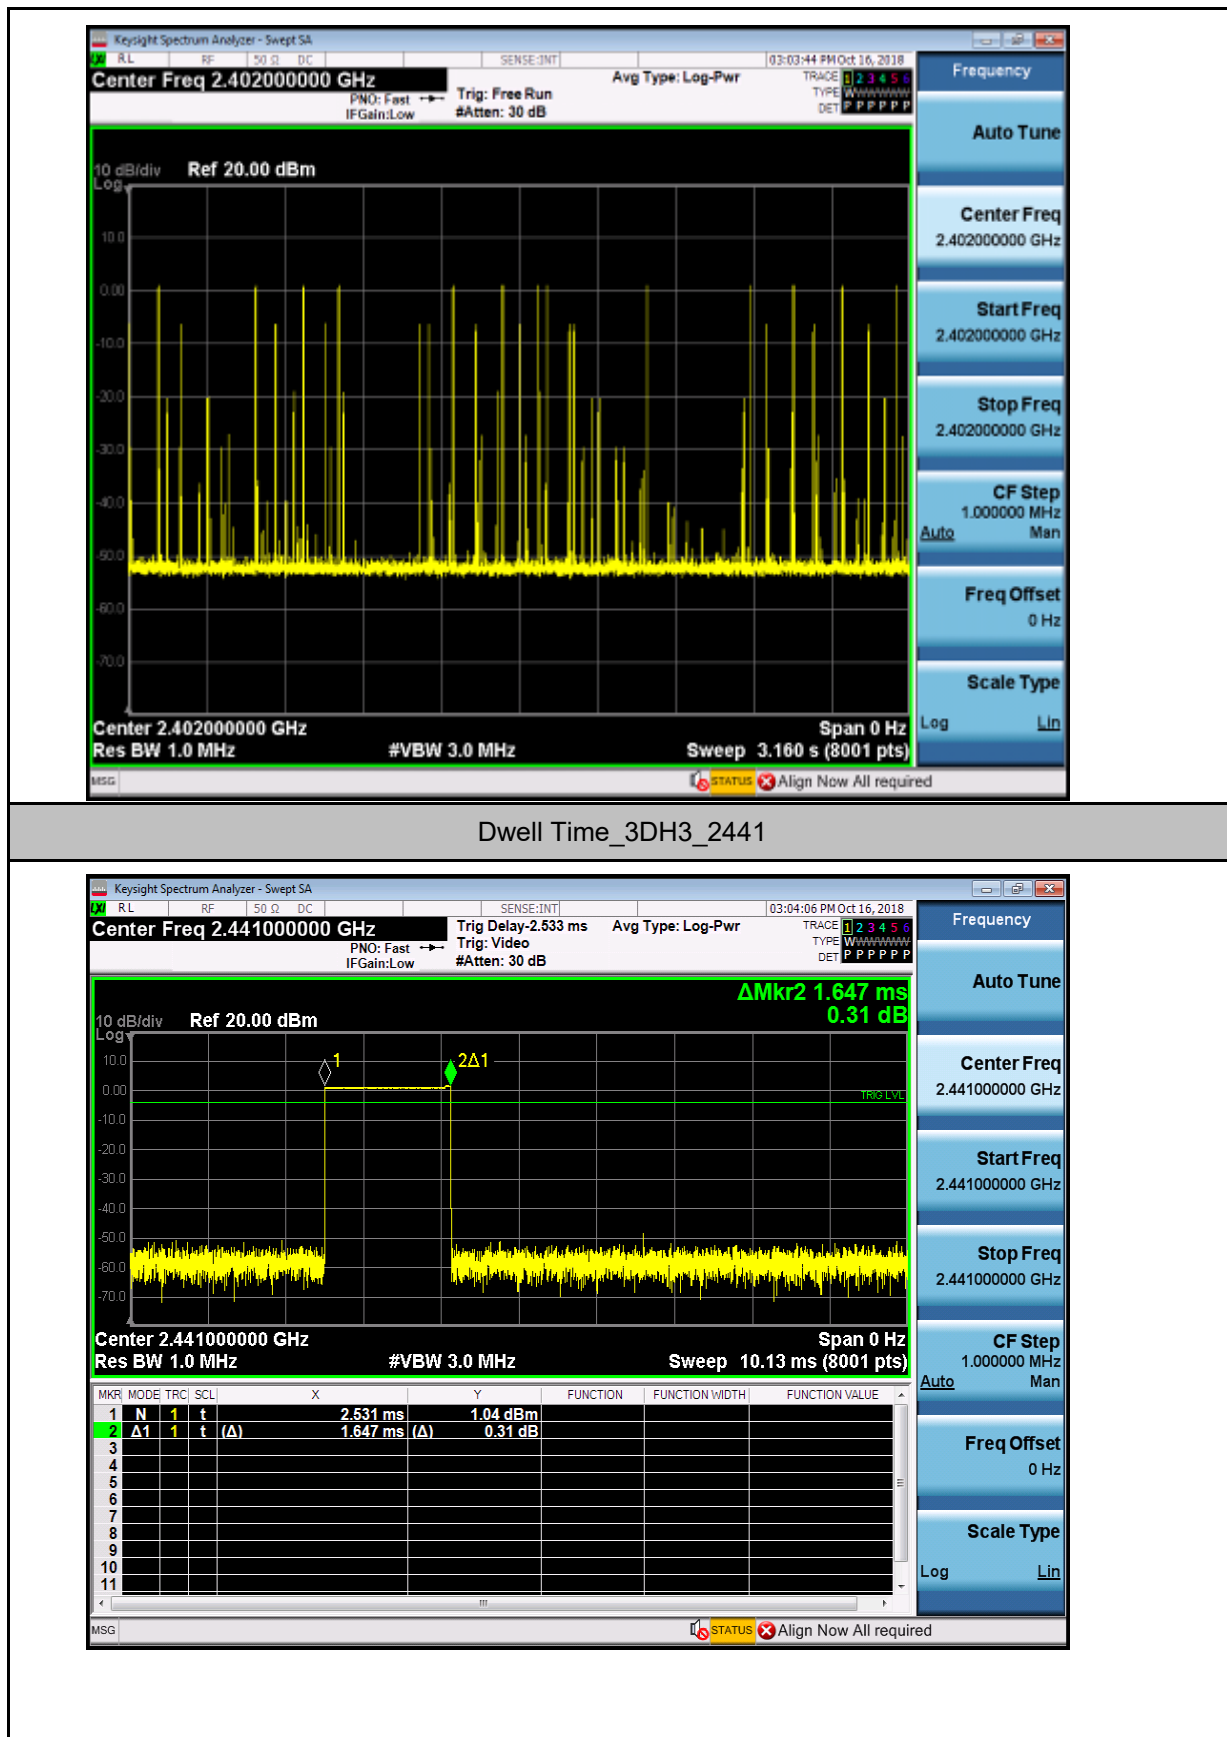 Keysight Spectrum Analyzer - Swept SA
LXI RL RF 50 Ω DC SENSE:INT 03:03:44 PM Oct 16, 2018
Center Freq 2.402000000 GHz
PNO: Fast
IFGain:Low
Trig: Free Run
#Atten: 30 dB
Avg Type: Log-Pwr
TRACE 1 2 3 4 5 6
TYPE WWWWWW
DET P P P P P P
10 dB/div Ref 20.00 dBm
Log
10.0
0.00
-10.0
-20.0
-30.0
-40.0
-50.0
-60.0
-70.0
Center 2.402000000 GHz Span 0 Hz
Res BW 1.0 MHz #VBW 3.0 MHz Sweep 3.160 s (8001 pts)
MSG STATUS Align Now All required
Frequency
Auto Tune
Center Freq
2.402000000 GHz
Start Freq
2.402000000 GHz
Stop Freq
2.402000000 GHz
CF Step
1.000000 MHz
Auto Man
Freq Offset
0 Hz
Scale Type
Log Lin
Dwell Time_3DH3_2441
Keysight Spectrum Analyzer - Swept SA
LXI RL RF 50 Ω DC SENSE:INT 03:04:06 PM Oct 16, 2018
Center Freq 2.441000000 GHz
PNO: Fast
IFGain:Low
Trig Delay-2.533 ms
Trig: Video
#Atten: 30 dB
Avg Type: Log-Pwr
TRACE 1 2 3 4 5 6
TYPE WWWWWW
DET P P P P P P
ΔMkr2 1.647 ms
0.31 dB
10 dB/div Ref 20.00 dBm
Log
10.0
0.00
-10.0
-20.0
-30.0
-40.0
-50.0
-60.0
-70.0
1
2Δ1
TRIG LVL
Center 2.441000000 GHz Span 0 Hz
Res BW 1.0 MHz #VBW 3.0 MHz Sweep 10.13 ms (8001 pts)
MKR MODE TRC SCL X Y FUNCTION FUNCTION WIDTH FUNCTION VALUE
1 N 1 t 2.531 ms 1.04 dBm
2 Δ1 1 t (Δ) 1.647 ms (Δ) 0.31 dB
3
4
5
6
7
8
9
10
11
MSG STATUS Align Now All required
Frequency
Auto Tune
Center Freq
2.441000000 GHz
Start Freq
2.441000000 GHz
Stop Freq
2.441000000 GHz
CF Step
1.000000 MHz
Auto Man
Freq Offset
0 Hz
Scale Type
Log Lin